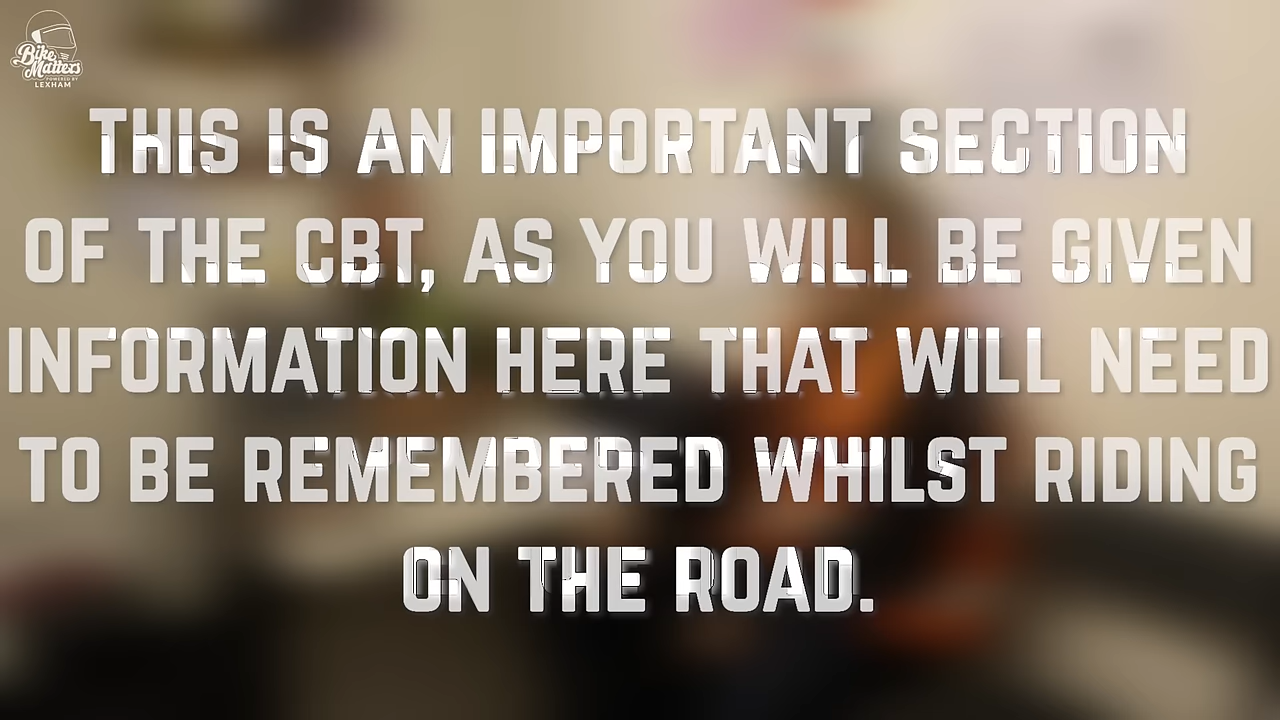 Bike
Matters
POWERED BY
LEXHAM
THIS IS AN IMPORTANT SECTION
OF THE CBT, AS YOU WILL BE GIVEN
INFORMATION HERE THAT WILL NEED
TO BE REMEMBERED WHILST RIDING
ON THE ROAD.